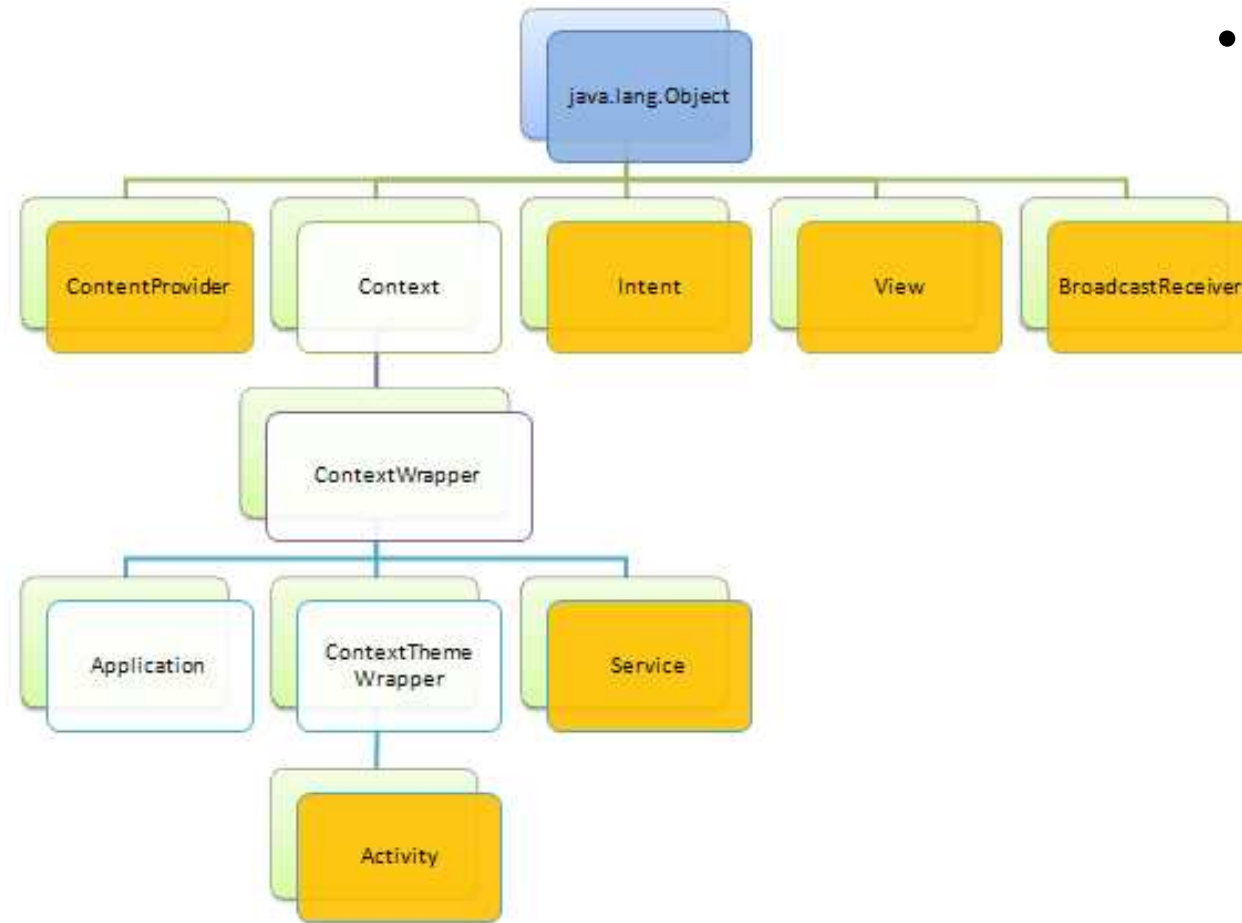 •
java.lang.Object
ContentProvider
Context
Intent
View
BroadcastReceiver
ContextWrapper
Application
ContextTheme
Wrapper
Service
Activity